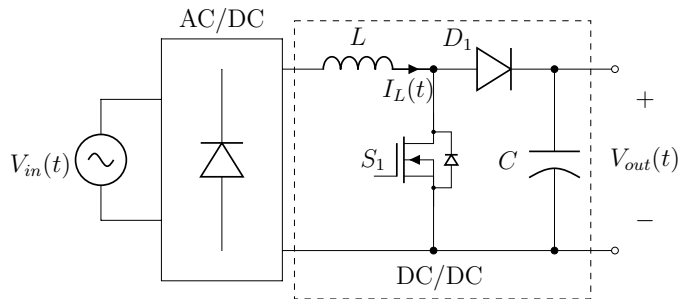 AC/DC
L
D1
IL(t)
+
Vin(t)
S1
C
Vout(t)
−
DC/DC